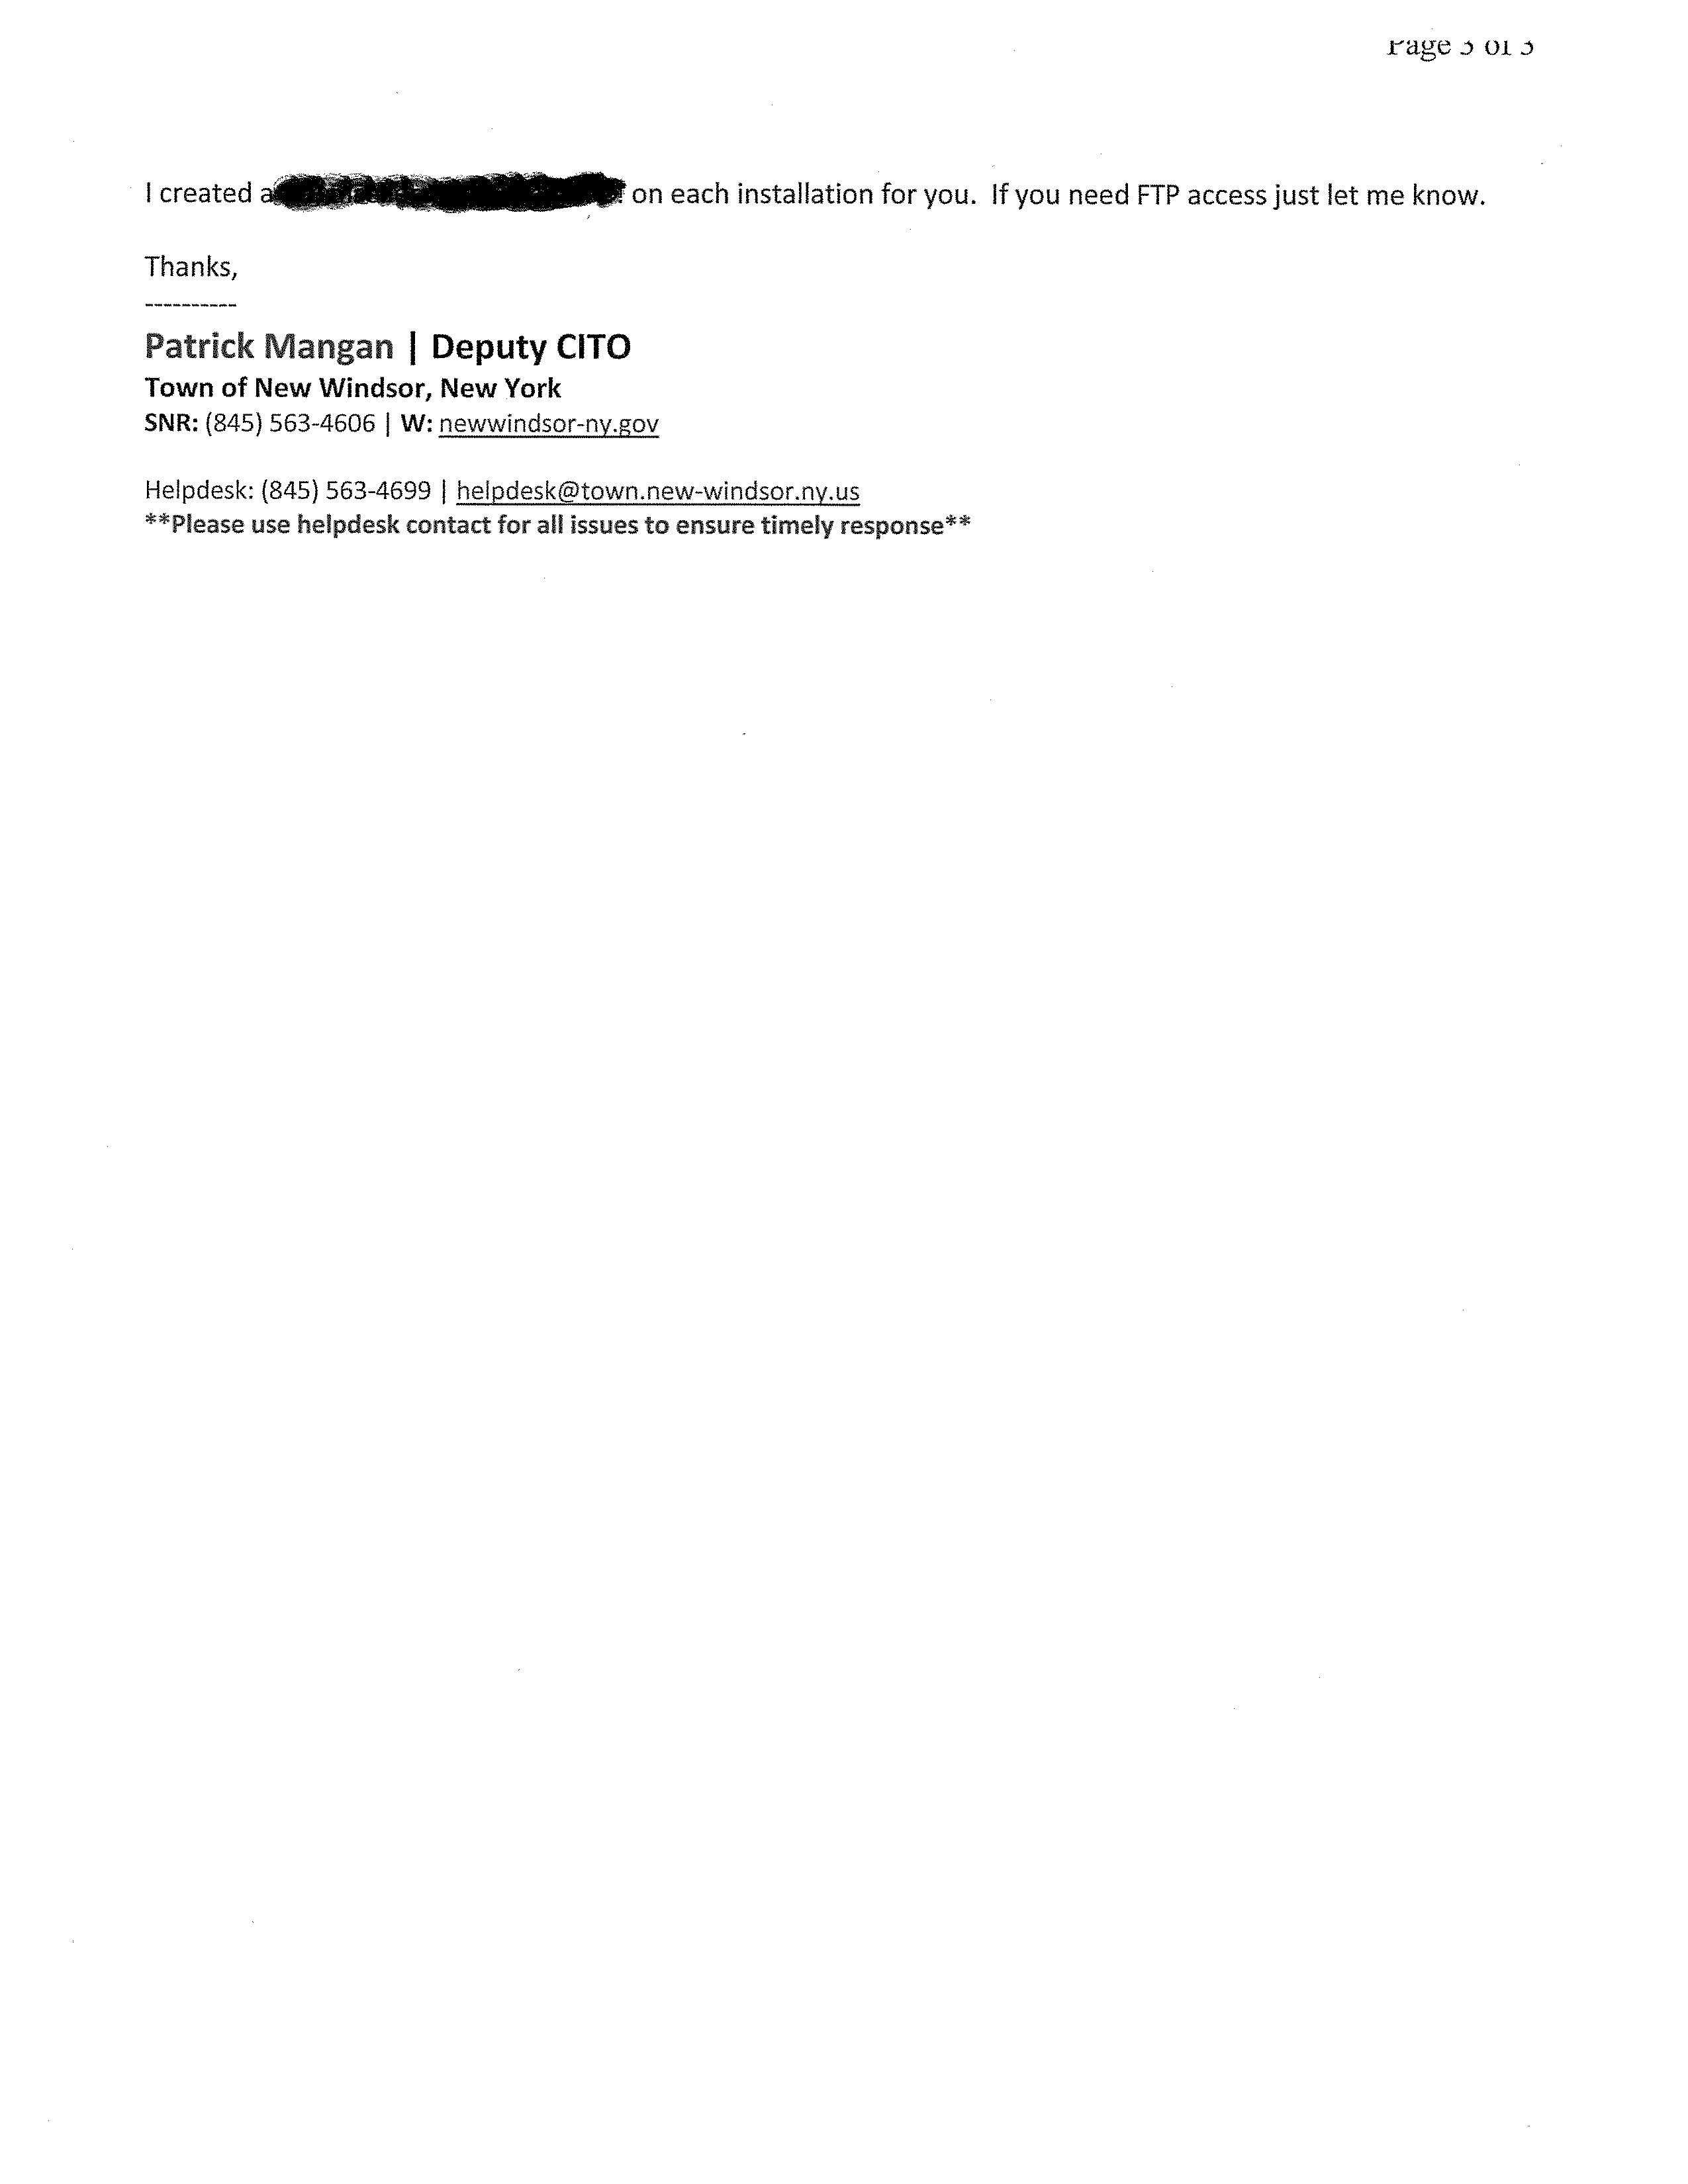 Page 3 of 3
I created a on each installation for you. If you need FTP access just let me know.
Thanks,
----------
Patrick Mangan | Deputy CITO
Town of New Windsor, New York
SNR: (845) 563-4606 | W: newwindsor-ny.gov
Helpdesk: (845) 563-4699 | helpdesk@town.new-windsor.ny.us
**Please use helpdesk contact for all issues to ensure timely response**